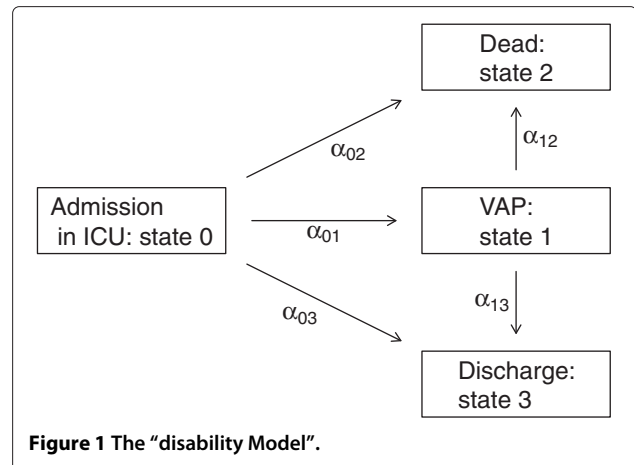 Dead:
state 2
α02
α12
Admission
in ICU: state 0
VAP:
state 1
α01
α03
α13
Discharge:
state 3
Figure 1 The “disability Model”.